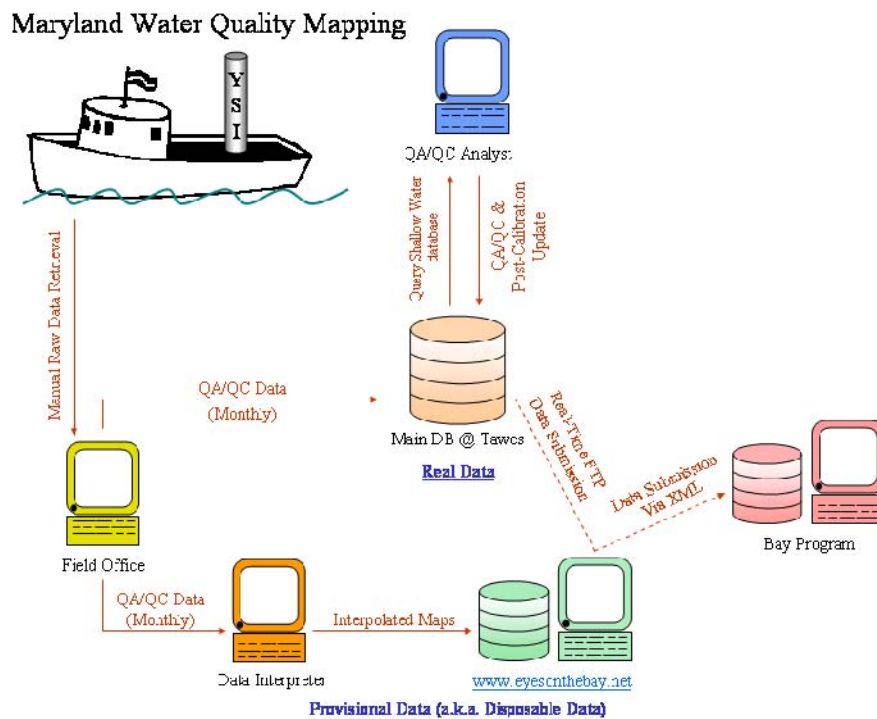 Maryland Water Quality Mapping
YSI
QA/QC Analyst
Query Shallow Water
database
QA/QC &
Post-Calibration
Update
Manual Raw Data Retreval
QA/QC Data
(Monthly)
Main DB @ Tawes
Real Data
Real-Time FTP
Data Submission
Data Submission
Via XML
Bay Program
Field Office
QA/QC Data
(Monthly)
Interpolated Maps
Data Interpreter
www.eyesonthebay.net
Provisional Data (a.k.a. Disposable Data)